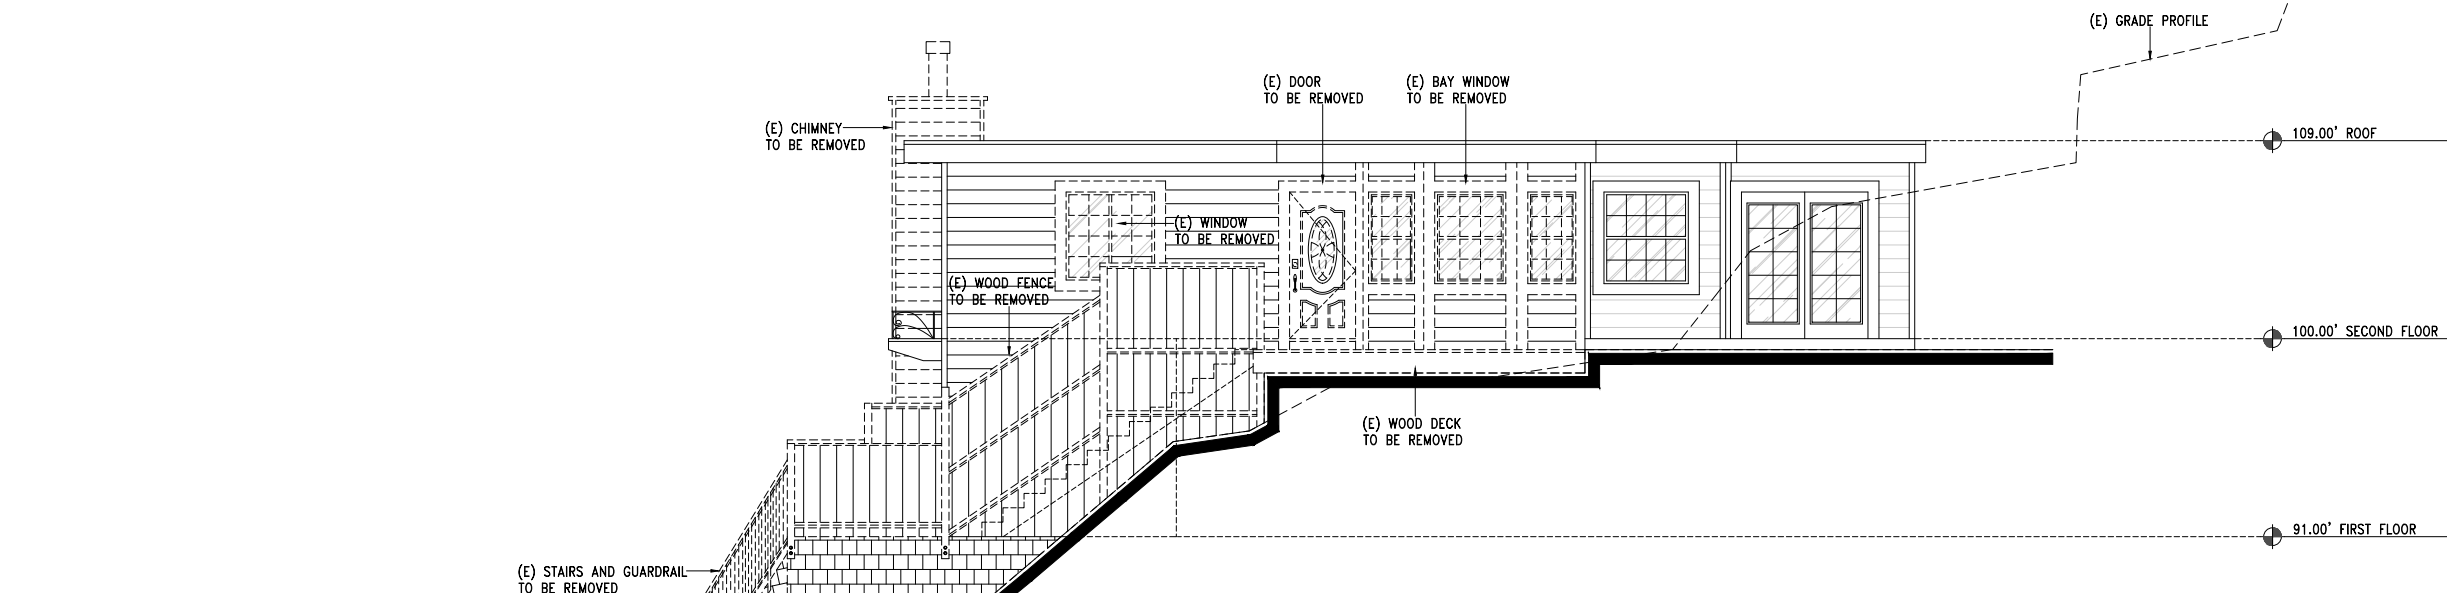 (E) GRADE PROFILE
(E) DOOR
TO BE REMOVED
(E) BAY WINDOW
TO BE REMOVED
(E) CHIMNEY
TO BE REMOVED
109.00' ROOF
(E) WINDOW
TO BE REMOVED
(E) WOOD FENCE
TO BE REMOVED
100.00' SECOND FLOOR
(E) WOOD DECK
TO BE REMOVED
91.00' FIRST FLOOR
(E) STAIRS AND GUARDRAIL
TO BE REMOVED